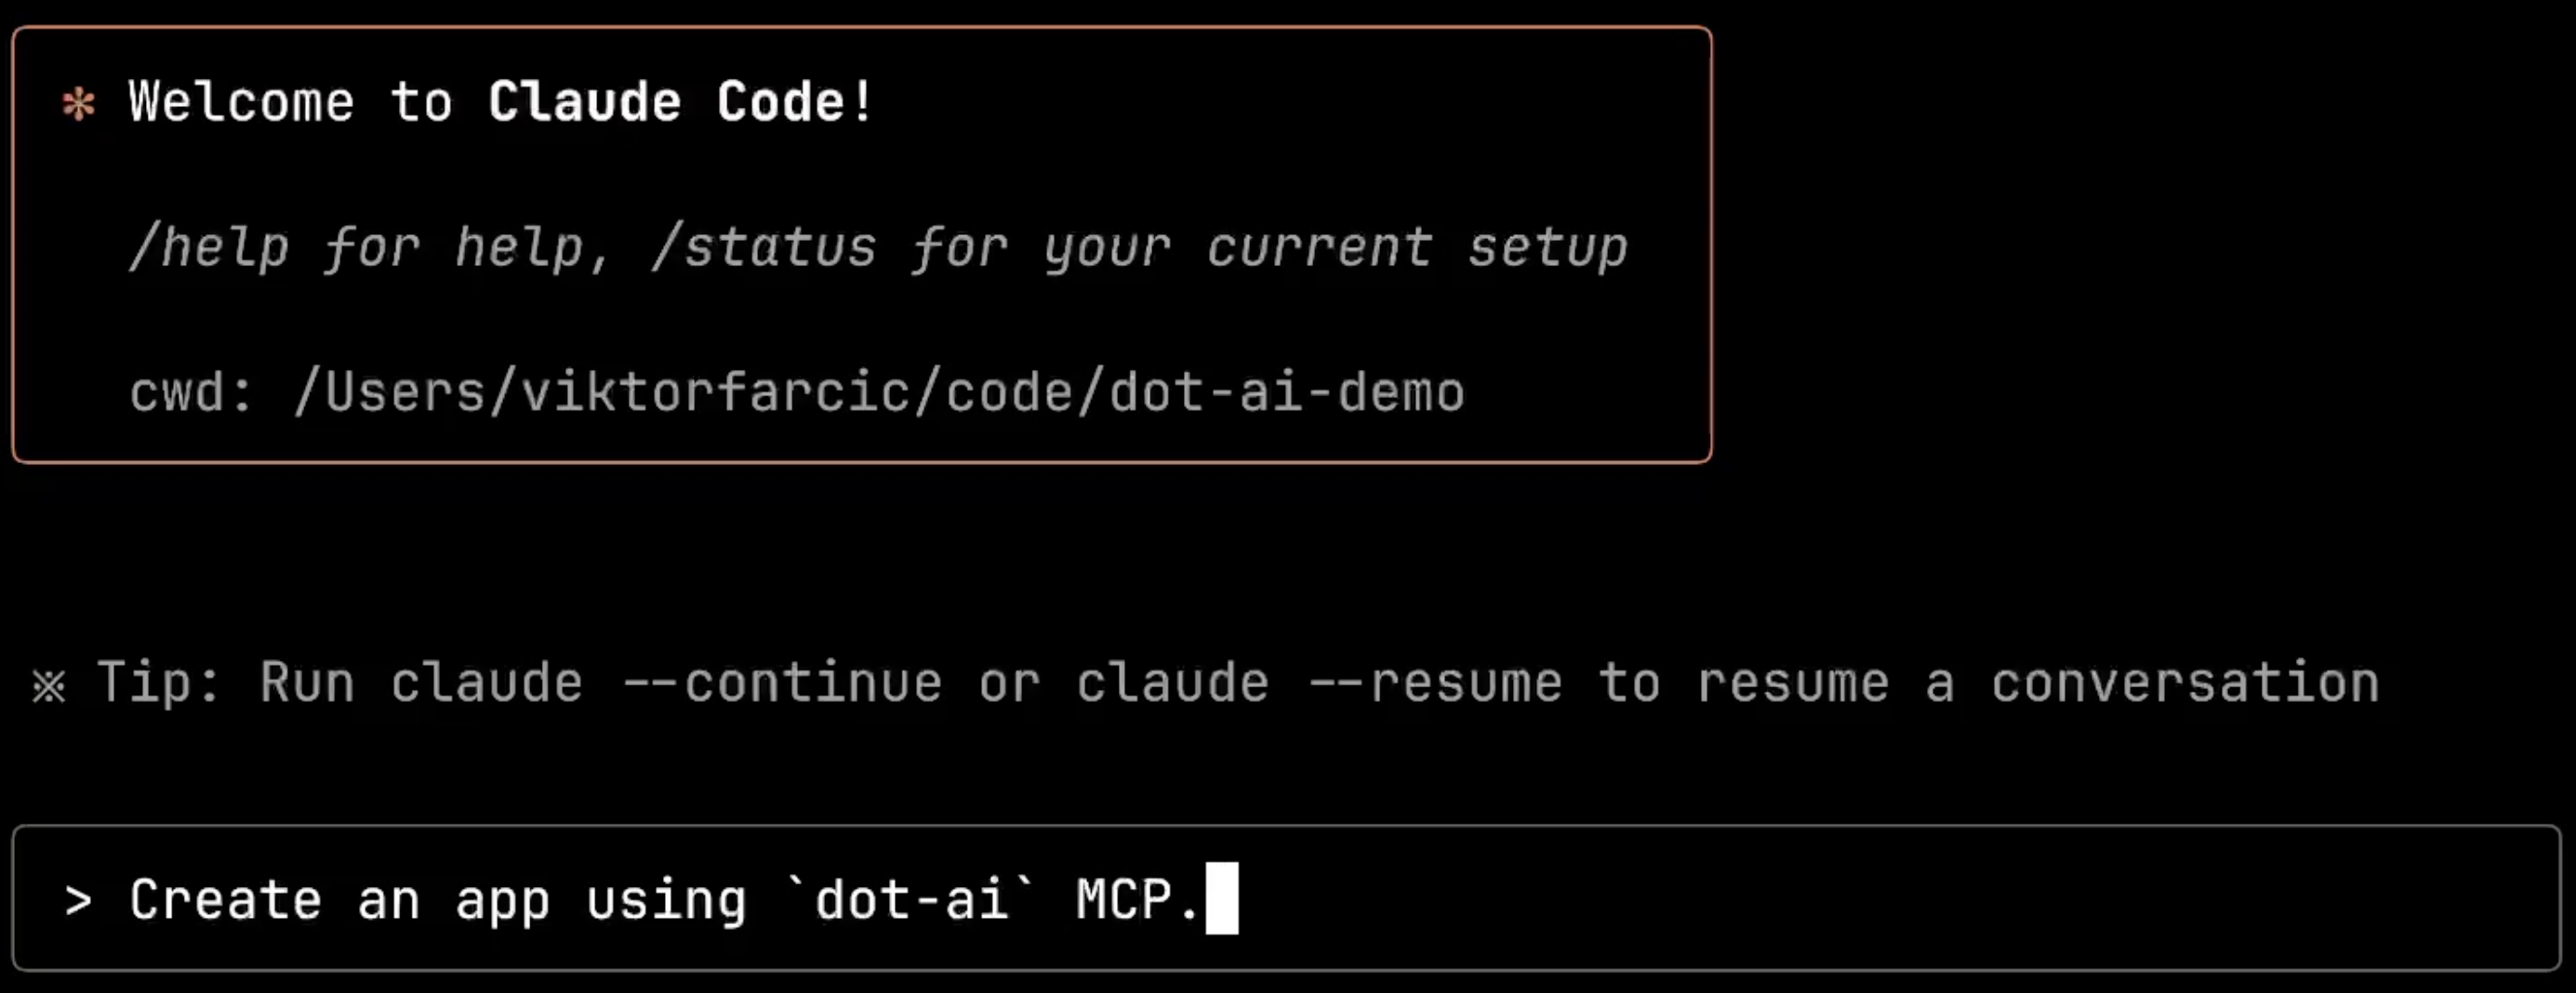 ✻ Welcome to Claude Code!
/help for help, /status for your current setup
cwd: /Users/viktorfarcic/code/dot-ai-demo
※ Tip: Run claude --continue or claude --resume to resume a conversation
> Create an app using `dot-ai` MCP.